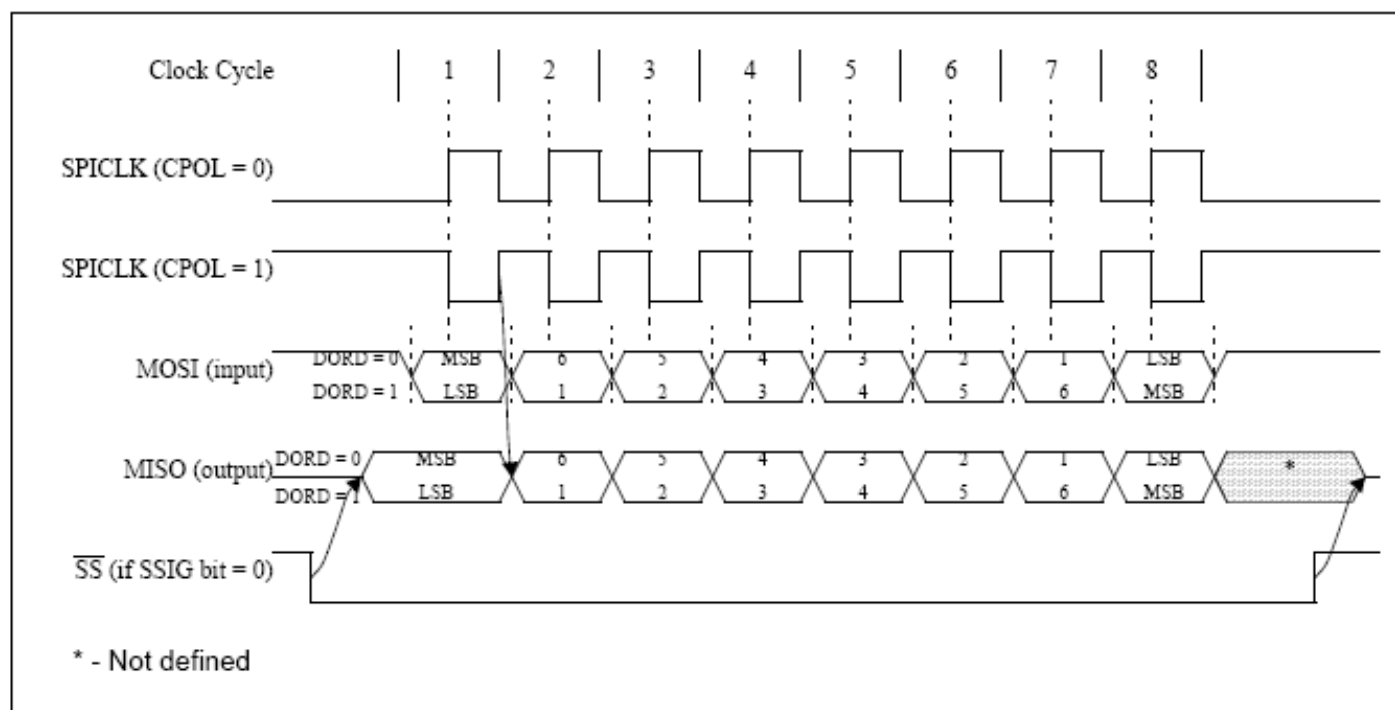 Clock Cycle 1 2 3 4 5 6 7 8
SPICLK (CPOL = 0)
SPICLK (CPOL = 1)
MOSI (input) DORD = 0 MSB 6 5 4 3 2 1 LSB
DORD = 1 LSB 1 2 3 4 5 6 MSB
MISO (output) DORD = 0 MSB 6 5 4 3 2 1 LSB *
DORD = 1 LSB 1 2 3 4 5 6 MSB
SS (if SSIG bit = 0)
* - Not defined